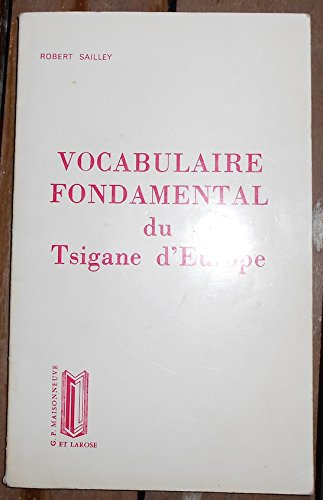 ROBERT SAILLEY
VOCABULAIRE
FONDAMENTAL
du
Tsigane d'Europe
G.P. MAISONNEUVE
ET LAROSE